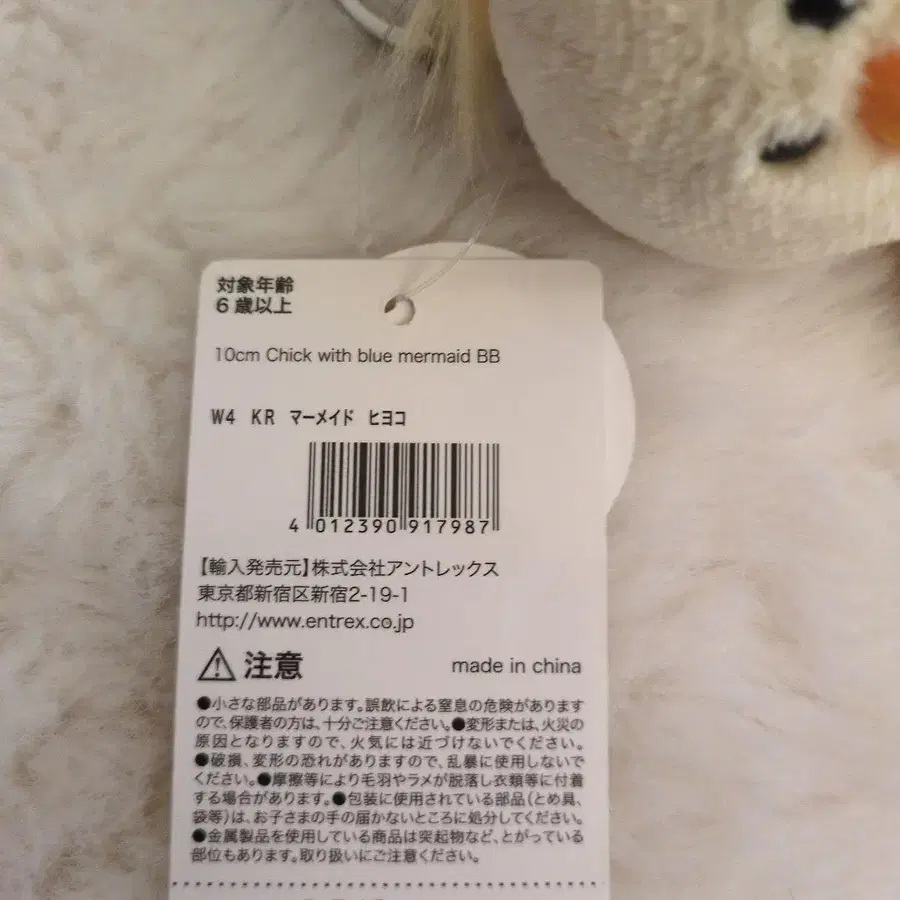 対象年齢
6歳以上
10cm Chick with blue mermaid BB
W4 KR マーメイド ヒヨコ
4 012390 917987
【輸入発売元】株式会社アントレックス
東京都新宿区新宿2-19-1
http://www.entrex.co.jp
⚠注意 made in china
●小さな部品があります。誤飲による窒息の危険があります
ので、保護者の方は、十分ご注意ください。●変形または、火災の
原因となりますので、火気には近づけないでください。
●破損、変形の恐れがありますので、乱暴に使用しないで
ください。●摩擦等により毛羽やラメが脱落し衣類等に付着
する場合があります。●包装に使用されている部品(とめ具、
袋等)は、お子さまの手の届かないところに処分してください。
●金属製品を使用している商品は突起物など、とがっている
部位もあります。取り扱いにご注意ください。